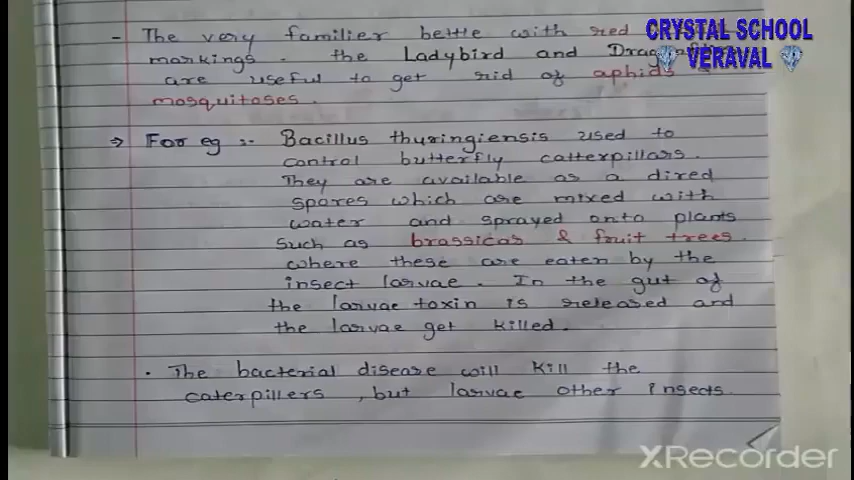 - The very familier bettle with red
markings. the Ladybird and
are useful to get rid of aphids
mosquitoses.
⇒ For eg :- Bacillus thuringiensis used to
control butterfly catterpillars.
They are available as a dired
spores which are mixed with
water and sprayed onto plants
such as brassicas & fruit trees.
where these are eaten by the
insect larvae. In the gut of
the larvae toxin is released and
the larvae get killed.
• The bacterial disease will kill the
caterpillers, but larvae other insects.
CRYSTAL SCHOOL
VERAVAL
XRecorder